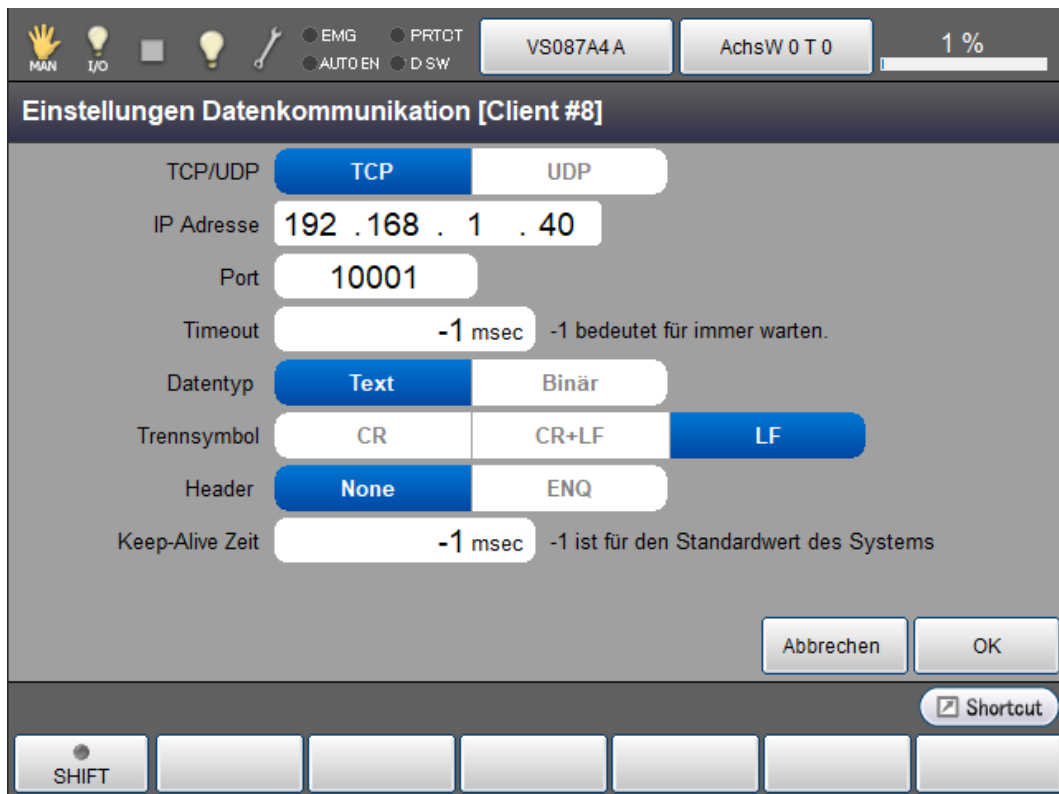 MAN I/O EMG PRTCT AUTO EN D SW VS087A4 A AchsW 0 T 0 1 %
Einstellungen Datenkommunikation [Client #8]
TCP/UDP TCP UDP
IP Adresse 192 .168 . 1 . 40
Port 10001
Timeout -1 msec -1 bedeutet für immer warten.
Datentyp Text Binär
Trennsymbol CR CR+LF LF
Header None ENQ
Keep-Alive Zeit -1 msec -1 ist für den Standardwert des Systems
Abbrechen OK
Shortcut
SHIFT